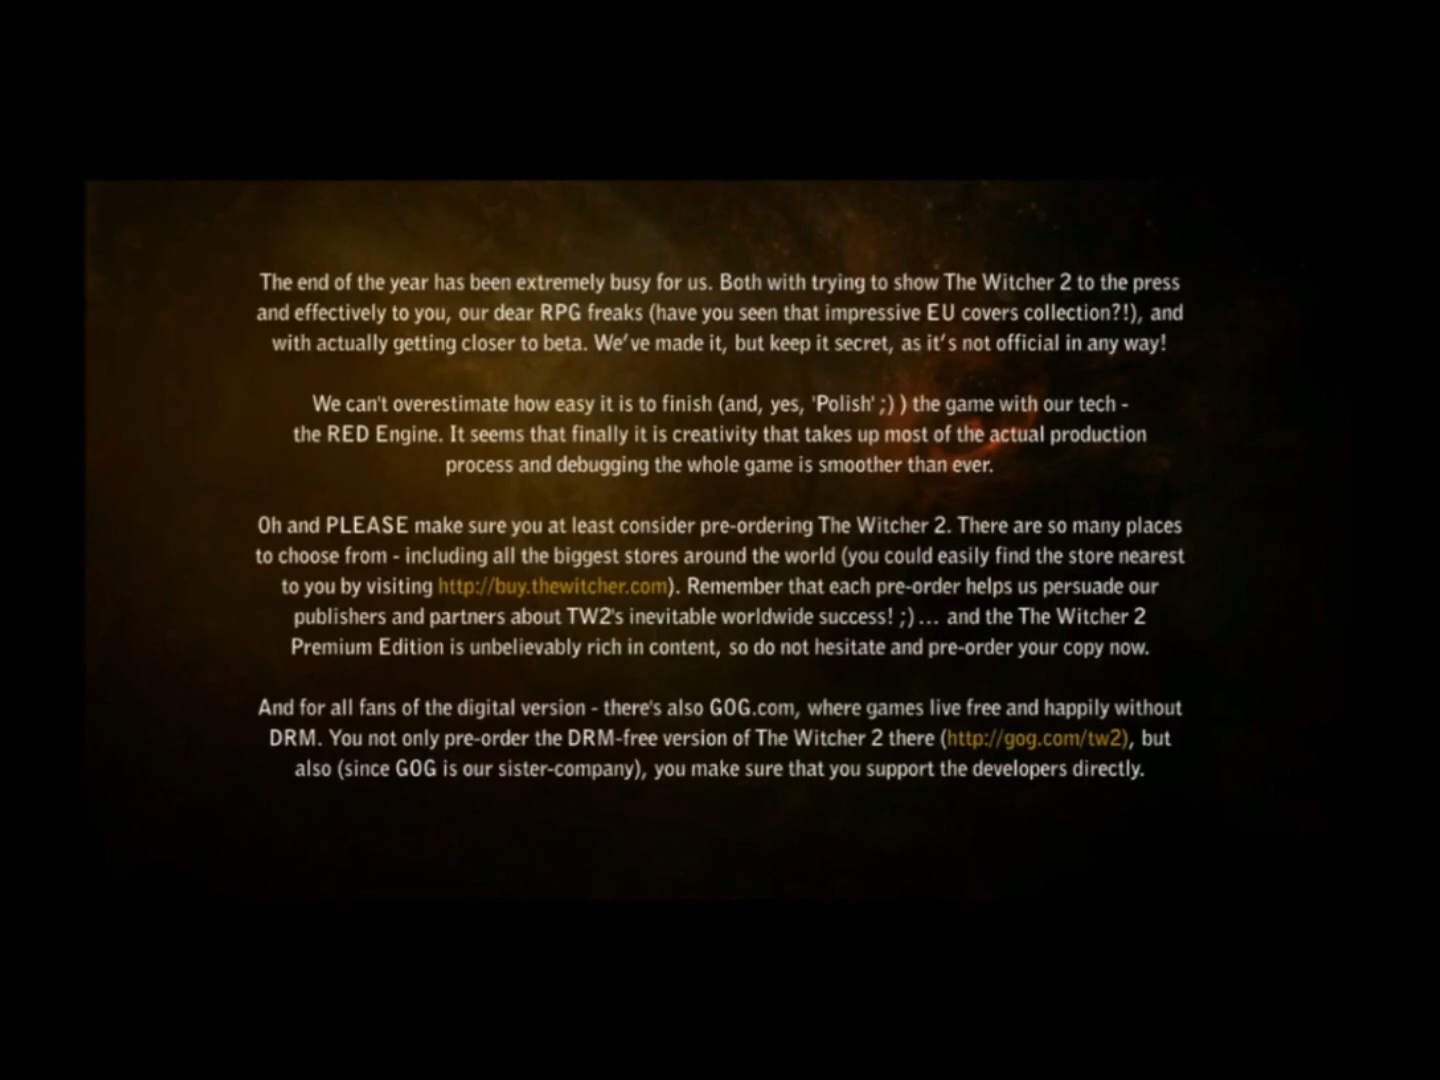 The end of the year has been extremely busy for us. Both with trying to show The Witcher 2 to the press
and effectively to you, our dear RPG freaks (have you seen that impressive EU covers collection?!), and
with actually getting closer to beta. We've made it, but keep it secret, as it's not official in any way!
We can't overestimate how easy it is to finish (and, yes, 'Polish' ;) ) the game with our tech -
the RED Engine. It seems that finally it is creativity that takes up most of the actual production
process and debugging the whole game is smoother than ever.
Oh and PLEASE make sure you at least consider pre-ordering The Witcher 2. There are so many places
to choose from - including all the biggest stores around the world (you could easily find the store nearest
to you by visiting http://buy.thewitcher.com). Remember that each pre-order helps us persuade our
publishers and partners about TW2's inevitable worldwide success! ;)... and the The Witcher 2
Premium Edition is unbelievably rich in content, so do not hesitate and pre-order your copy now.
And for all fans of the digital version - there's also GOG.com, where games live free and happily without
DRM. You not only pre-order the DRM-free version of The Witcher 2 there (http://gog.com/tw2), but
also (since GOG is our sister-company), you make sure that you support the developers directly.